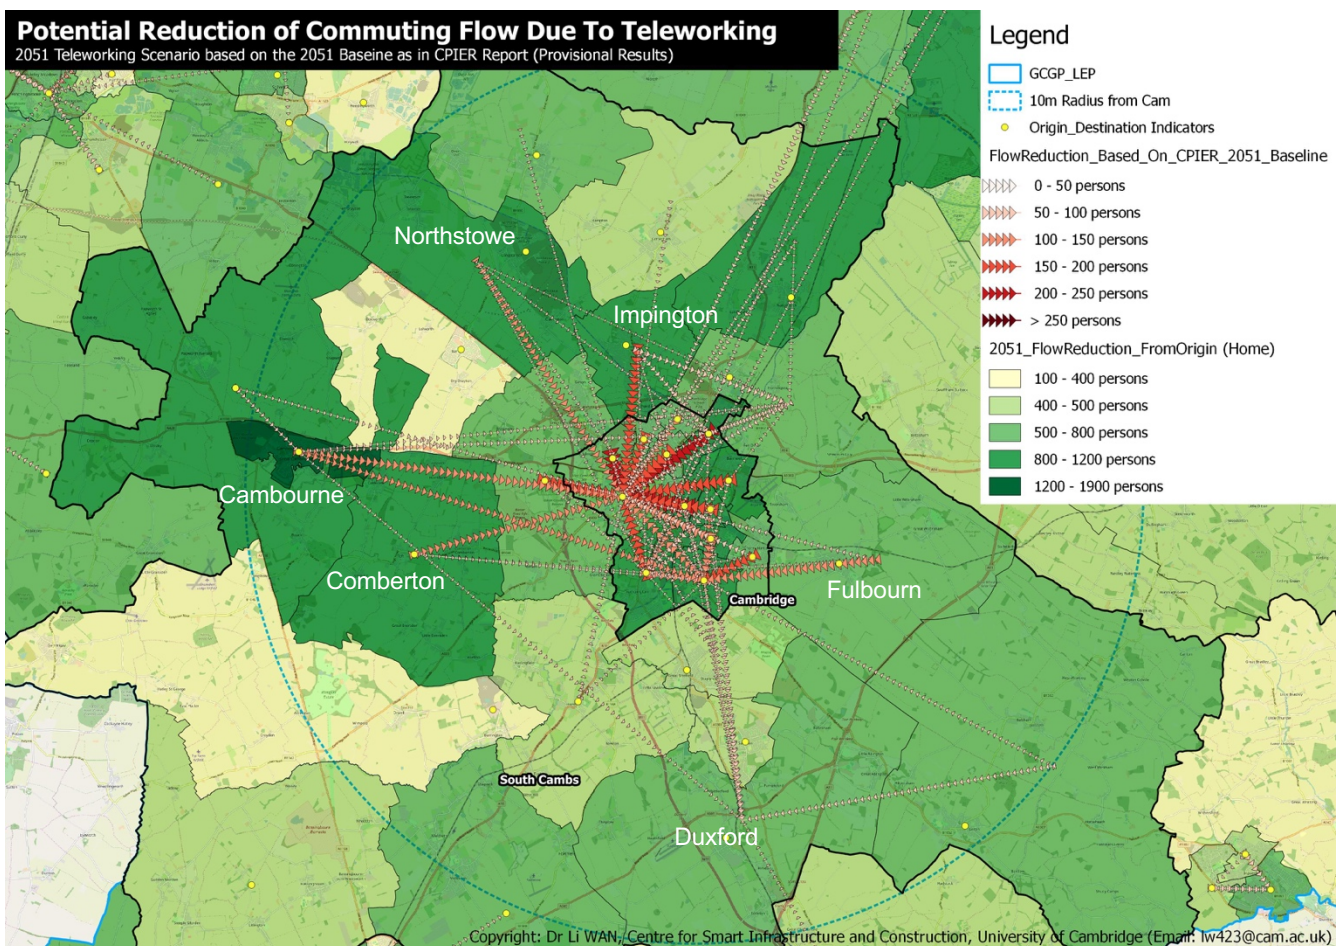 Potential Reduction of Commuting Flow Due To Teleworking
2051 Teleworking Scenario based on the 2051 Baseine as in CPIER Report (Provisional Results)
Legend
GCGP_LEP
10m Radius from Cam
Origin_Destination Indicators
FlowReduction_Based_On_CPIER_2051_Baseline
0 - 50 persons
50 - 100 persons
100 - 150 persons
150 - 200 persons
200 - 250 persons
> 250 persons
2051_FlowReduction_FromOrigin (Home)
100 - 400 persons
400 - 500 persons
500 - 800 persons
800 - 1200 persons
1200 - 1900 persons
Northstowe
Impington
Cambourne
Comberton
Fulbourn
Cambridge
South Cambs
Duxford
Copyright: Dr Li WAN, Centre for Smart Infrastructure and Construction, University of Cambridge (Email: lw423@cam.ac.uk)